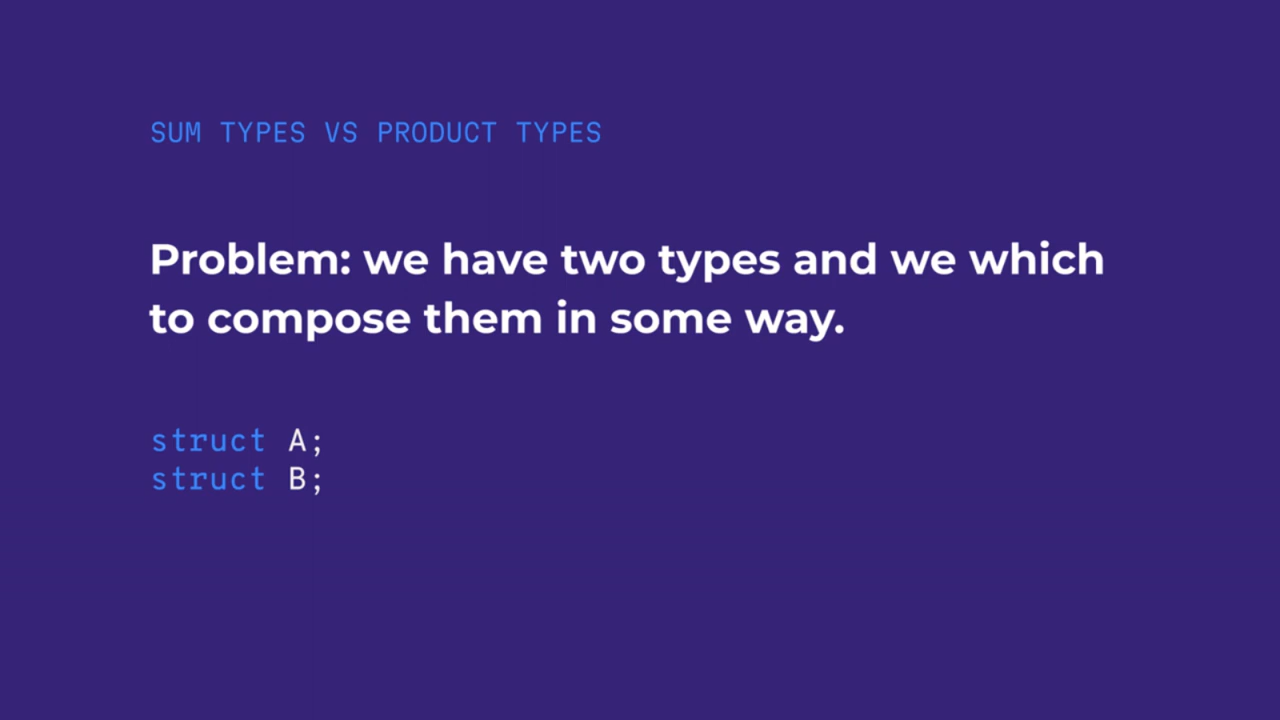 SUM TYPES VS PRODUCT TYPES
Problem: we have two types and we which
to compose them in some way.
struct A;
struct B;